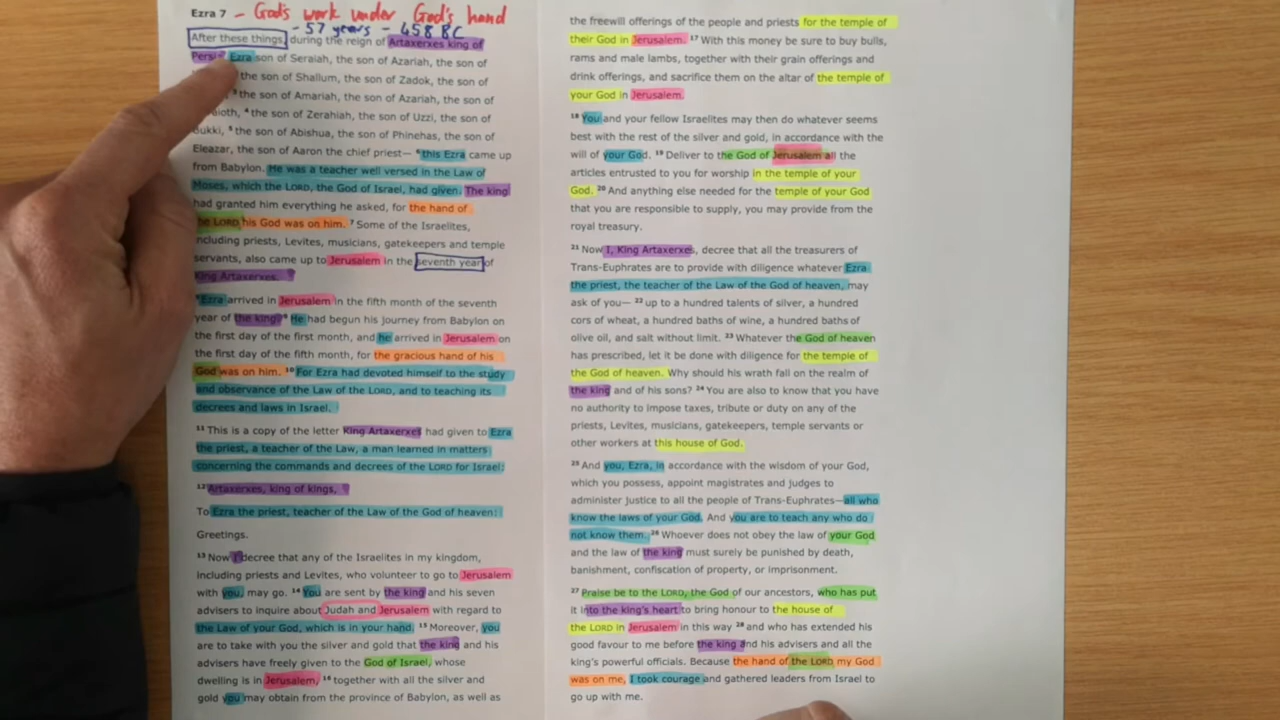 Ezra 7 - God's work under God's hand
- 57 years - 458 BC
After these things, during the reign of Artaxerxes king of
Ezra son of Seraiah, the son of Azariah, the son of
the son of Shallum, the son of Zadok, the son of
3 the son of Amariah, the son of Azariah, the son of
4 the son of Zerahiah, the son of Uzzi, the son of
Bukki, 5 the son of Abishua, the son of Phinehas, the son of
Eleazar, the son of Aaron the chief priest— 6 this Ezra came up
from Babylon. He was a teacher well versed in the Law of
Moses, which the LORD, the God of Israel, had given. The king
had granted him everything he asked, for the hand of
the LORD his God was on him. 7 Some of the Israelites,
including priests, Levites, musicians, gatekeepers and temple
servants, also came up to Jerusalem in the seventh year of
King Artaxerxes.
8 Ezra arrived in Jerusalem in the fifth month of the seventh
year of the king. 9 He had begun his journey from Babylon on
the first day of the first month, and he arrived in Jerusalem on
the first day of the fifth month, for the gracious hand of his
God was on him. 10 For Ezra had devoted himself to the study
and observance of the Law of the LORD, and to teaching its
decrees and laws in Israel.
11 This is a copy of the letter King Artaxerxes had given to Ezra
the priest, a teacher of the Law, a man learned in matters
concerning the commands and decrees of the LORD for Israel:
12 Artaxerxes, king of kings,
To Ezra the priest, teacher of the Law of the God of heaven:
Greetings.
13 Now I decree that any of the Israelites in my kingdom,
including priests and Levites, who volunteer to go to Jerusalem
with you, may go. 14 You are sent by the king and his seven
advisers to inquire about Judah and Jerusalem with regard to
the Law of your God, which is in your hand. 15 Moreover, you
are to take with you the silver and gold that the king and his
advisers have freely given to the God of Israel, whose
dwelling is in Jerusalem, 16 together with all the silver and
gold you may obtain from the province of Babylon, as well as
the freewill offerings of the people and priests for the temple of
their God in Jerusalem. 17 With this money be sure to buy bulls,
rams and male lambs, together with their grain offerings and
drink offerings, and sacrifice them on the altar of the temple of
your God in Jerusalem.
18 You and your fellow Israelites may then do whatever seems
best with the rest of the silver and gold, in accordance with the
will of your God. 19 Deliver to the God of Jerusalem all the
articles entrusted to you for worship in the temple of your
God. 20 And anything else needed for the temple of your God
that you are responsible to supply, you may provide from the
royal treasury.
21 Now I, King Artaxerxes, decree that all the treasurers of
Trans-Euphrates are to provide with diligence whatever Ezra
the priest, the teacher of the Law of the God of heaven, may
ask of you— 22 up to a hundred talents of silver, a hundred
cors of wheat, a hundred baths of wine, a hundred baths of
olive oil, and salt without limit. 23 Whatever the God of heaven
has prescribed, let it be done with diligence for the temple of
the God of heaven. Why should his wrath fall on the realm of
the king and of his sons? 24 You are also to know that you have
no authority to impose taxes, tribute or duty on any of the
priests, Levites, musicians, gatekeepers, temple servants or
other workers at this house of God.
25 And you, Ezra, in accordance with the wisdom of your God,
which you possess, appoint magistrates and judges to
administer justice to all the people of Trans-Euphrates—all who
know the laws of your God. And you are to teach any who do
not know them. 26 Whoever does not obey the law of your God
and the law of the king must surely be punished by death,
banishment, confiscation of property, or imprisonment.
27 Praise be to the LORD, the God of our ancestors, who has put
it into the king's heart to bring honour to the house of
the LORD in Jerusalem in this way 28 and who has extended his
good favour to me before the king and his advisers and all the
king's powerful officials. Because the hand of the LORD my God
was on me, I took courage and gathered leaders from Israel to
go up with me.